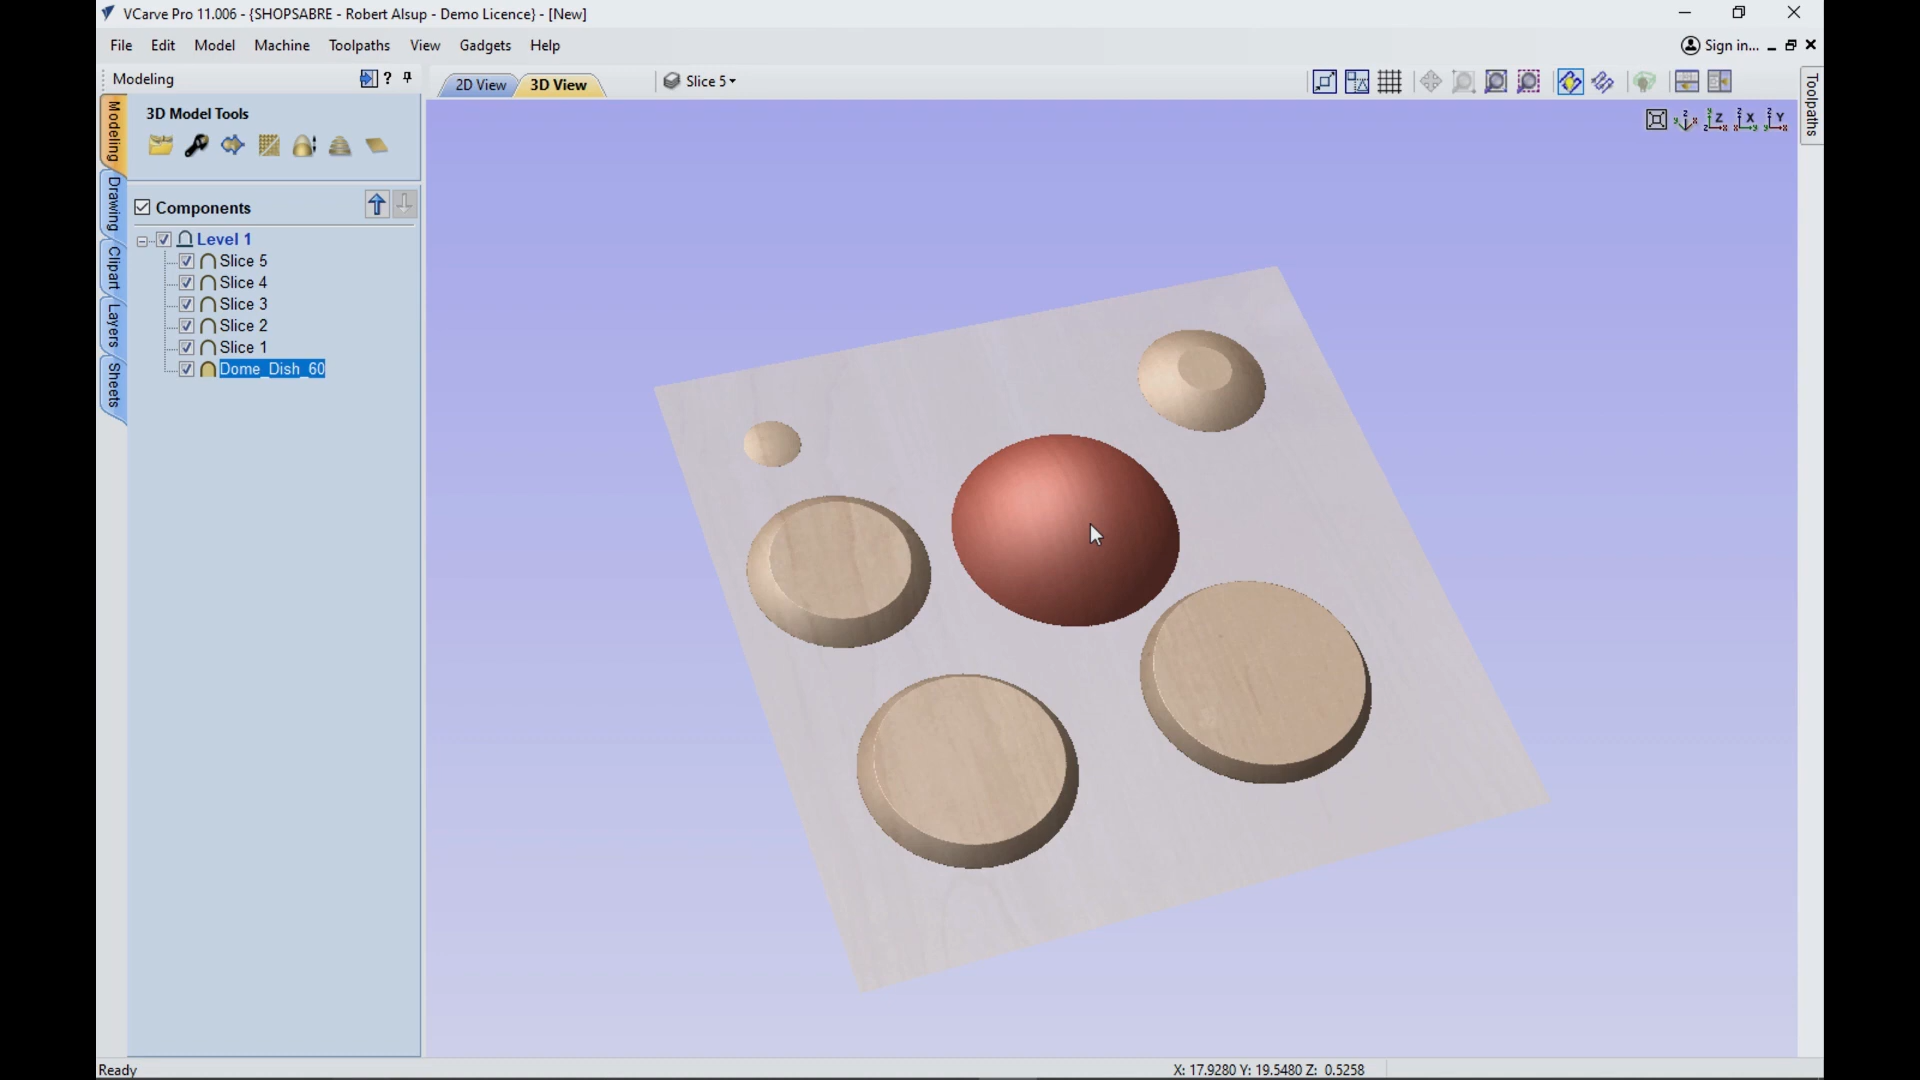 VCarve Pro 11.006 - {SHOPSABRE - Robert Alsup - Demo Licence} - [New]
File Edit Model Machine Toolpaths View Gadgets Help
Sign in...
Modeling
2D View 3D View
Slice 5
3D Model Tools
Components
Level 1
Slice 5
Slice 4
Slice 3
Slice 2
Slice 1
Dome_Dish_60
Modeling
Drawing
Clipart
Layers
Sheets
Toolpaths
Ready
X: 17.9280 Y: 19.5480 Z: 0.5258